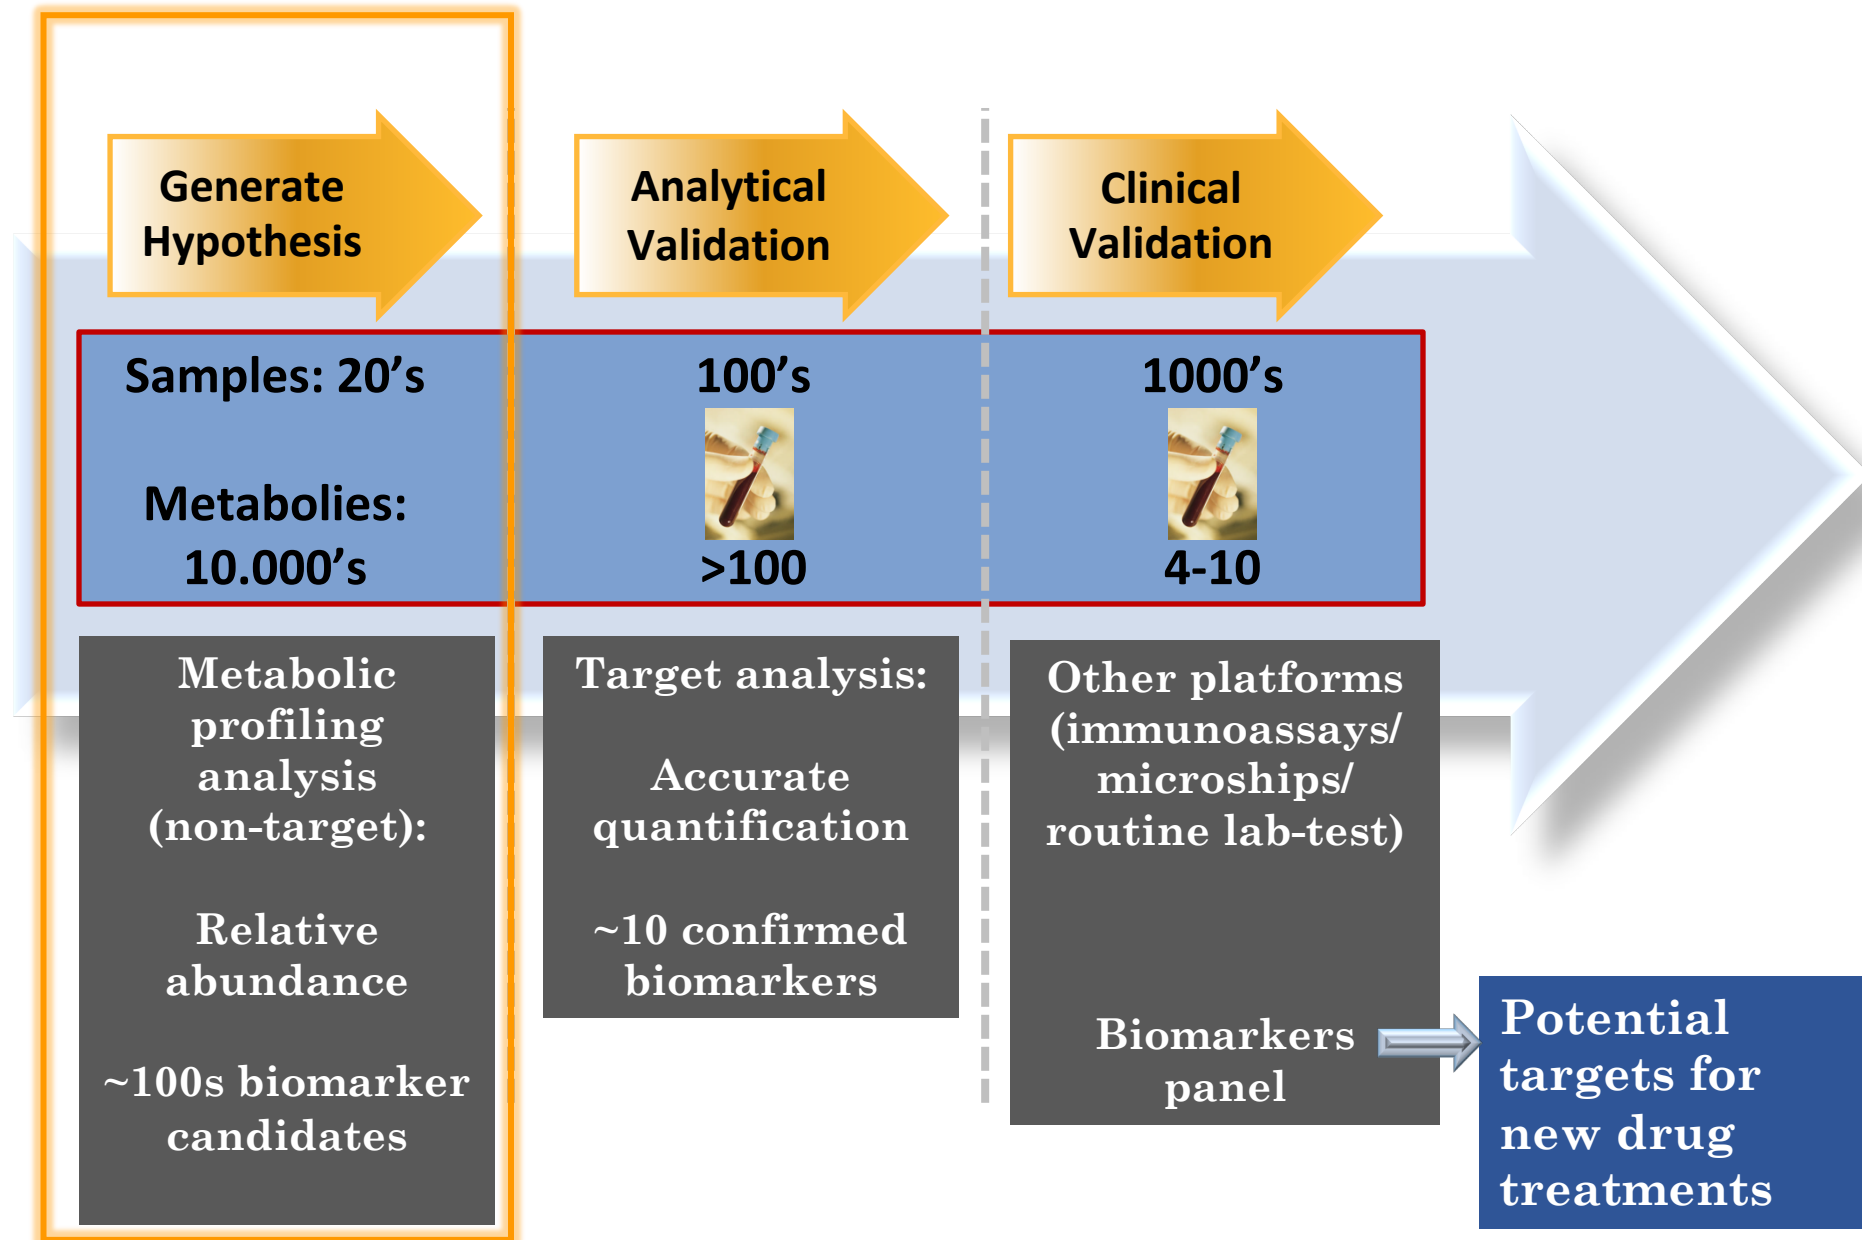 Generate
Hypothesis
Analytical
Validation
Clinical
Validation
Samples: 20’s
100’s
1000’s
Metabolies:
10.000’s
>100
4-10
Metabolic
profiling
analysis
(non-target):
Relative
abundance
~100s biomarker
candidates
Target analysis:
Accurate
quantification
~10 confirmed
biomarkers
Other platforms
(immunoassays/
microships/
routine lab-test)
Biomarkers
panel
Potential
targets for
new drug
treatments